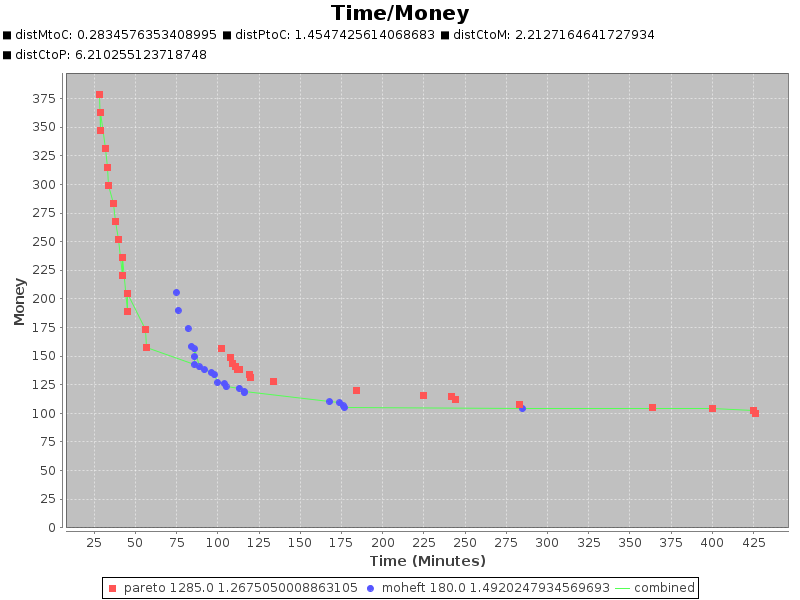 Time/Money
distMtoC: 0.2834576353408995 distPtoC: 1.4547425614068683 distCtoM: 2.2127164641727934
distCtoP: 6.210255123718748
Money
375
350
325
300
275
250
225
200
175
150
125
100
75
50
25
0
25 50 75 100 125 150 175 200 225 250 275 300 325 350 375 400 425
Time (Minutes)
pareto 1285.0 1.2675050008863105 moheft 180.0 1.4920247934569693 combined